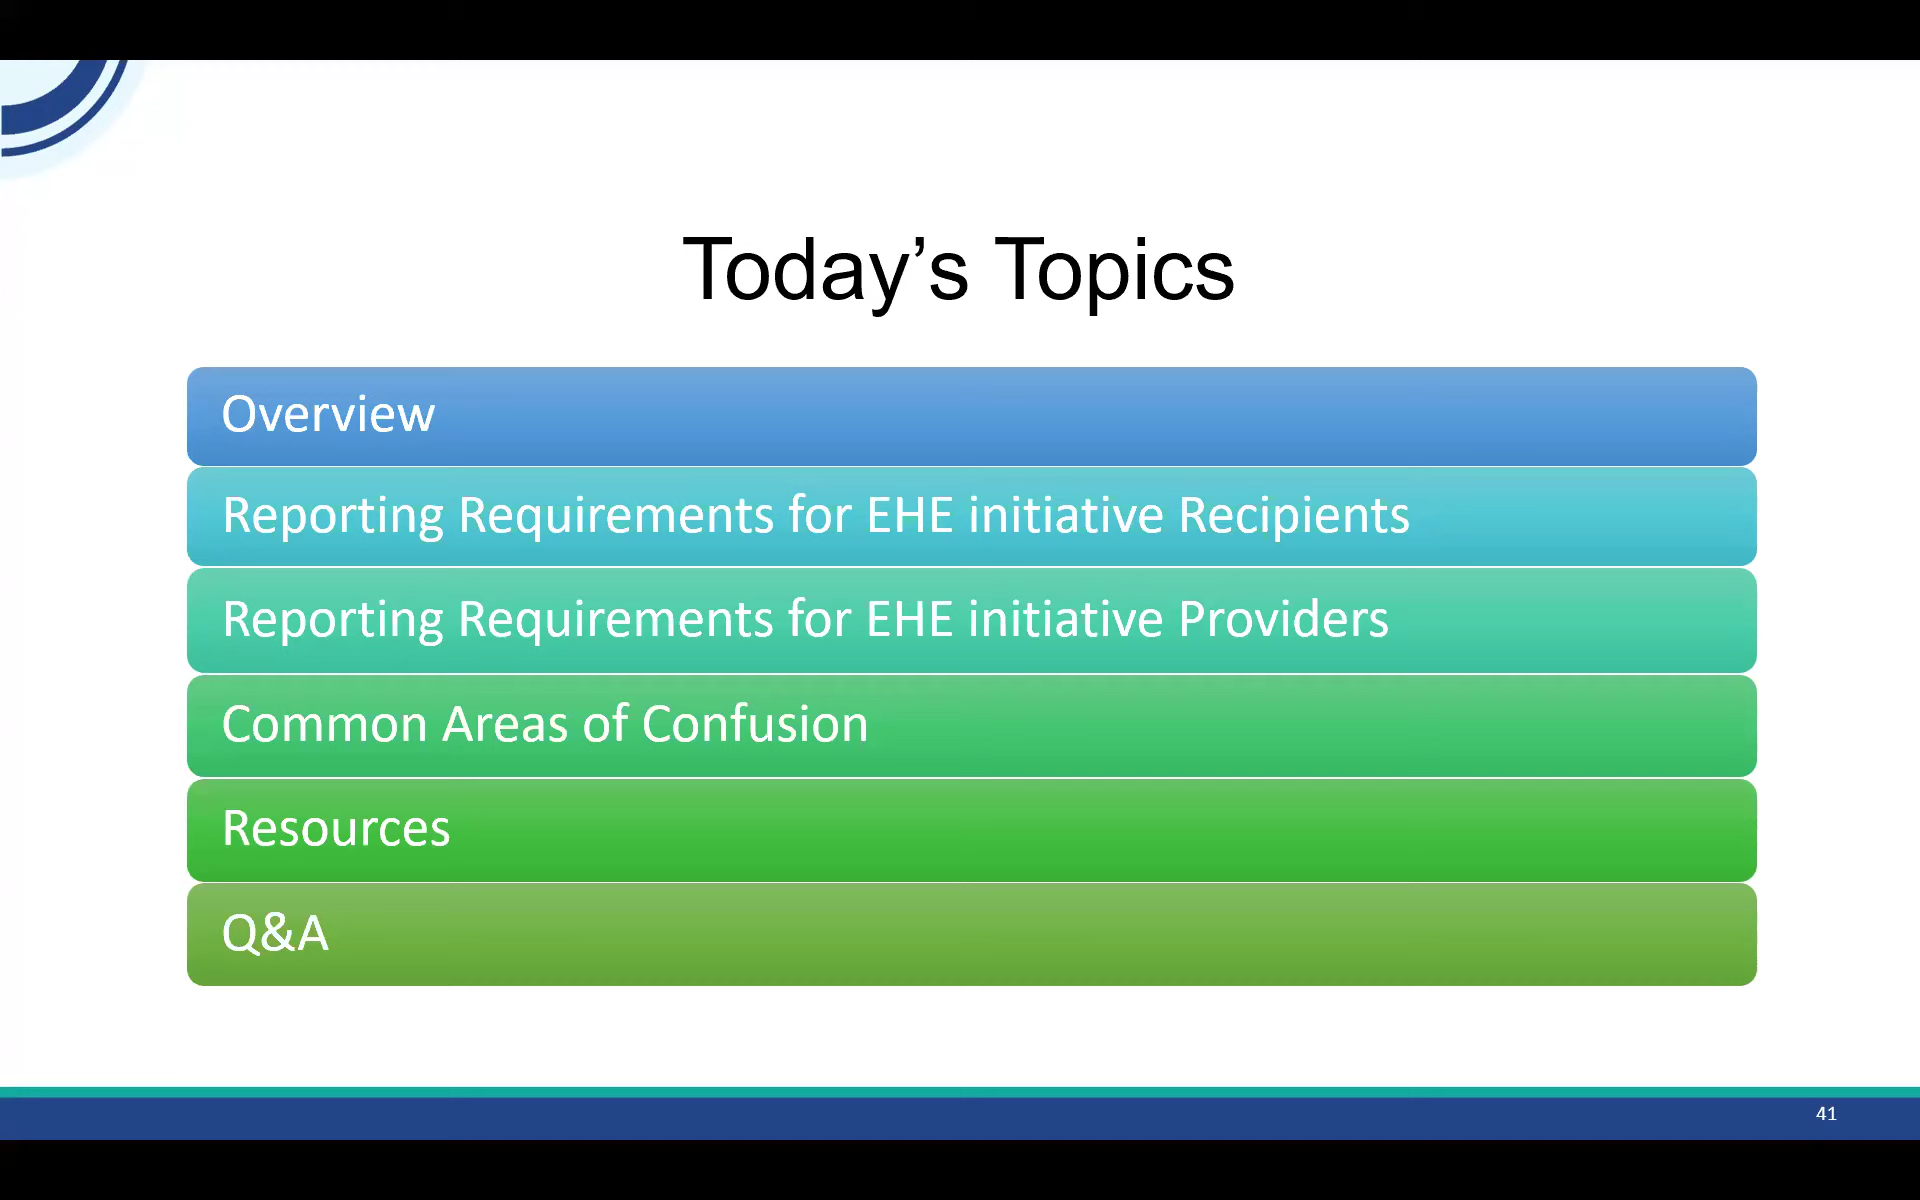 Today’s Topics
Overview
Reporting Requirements for EHE initiative Recipients
Reporting Requirements for EHE initiative Providers
Common Areas of Confusion
Resources
Q&A
41